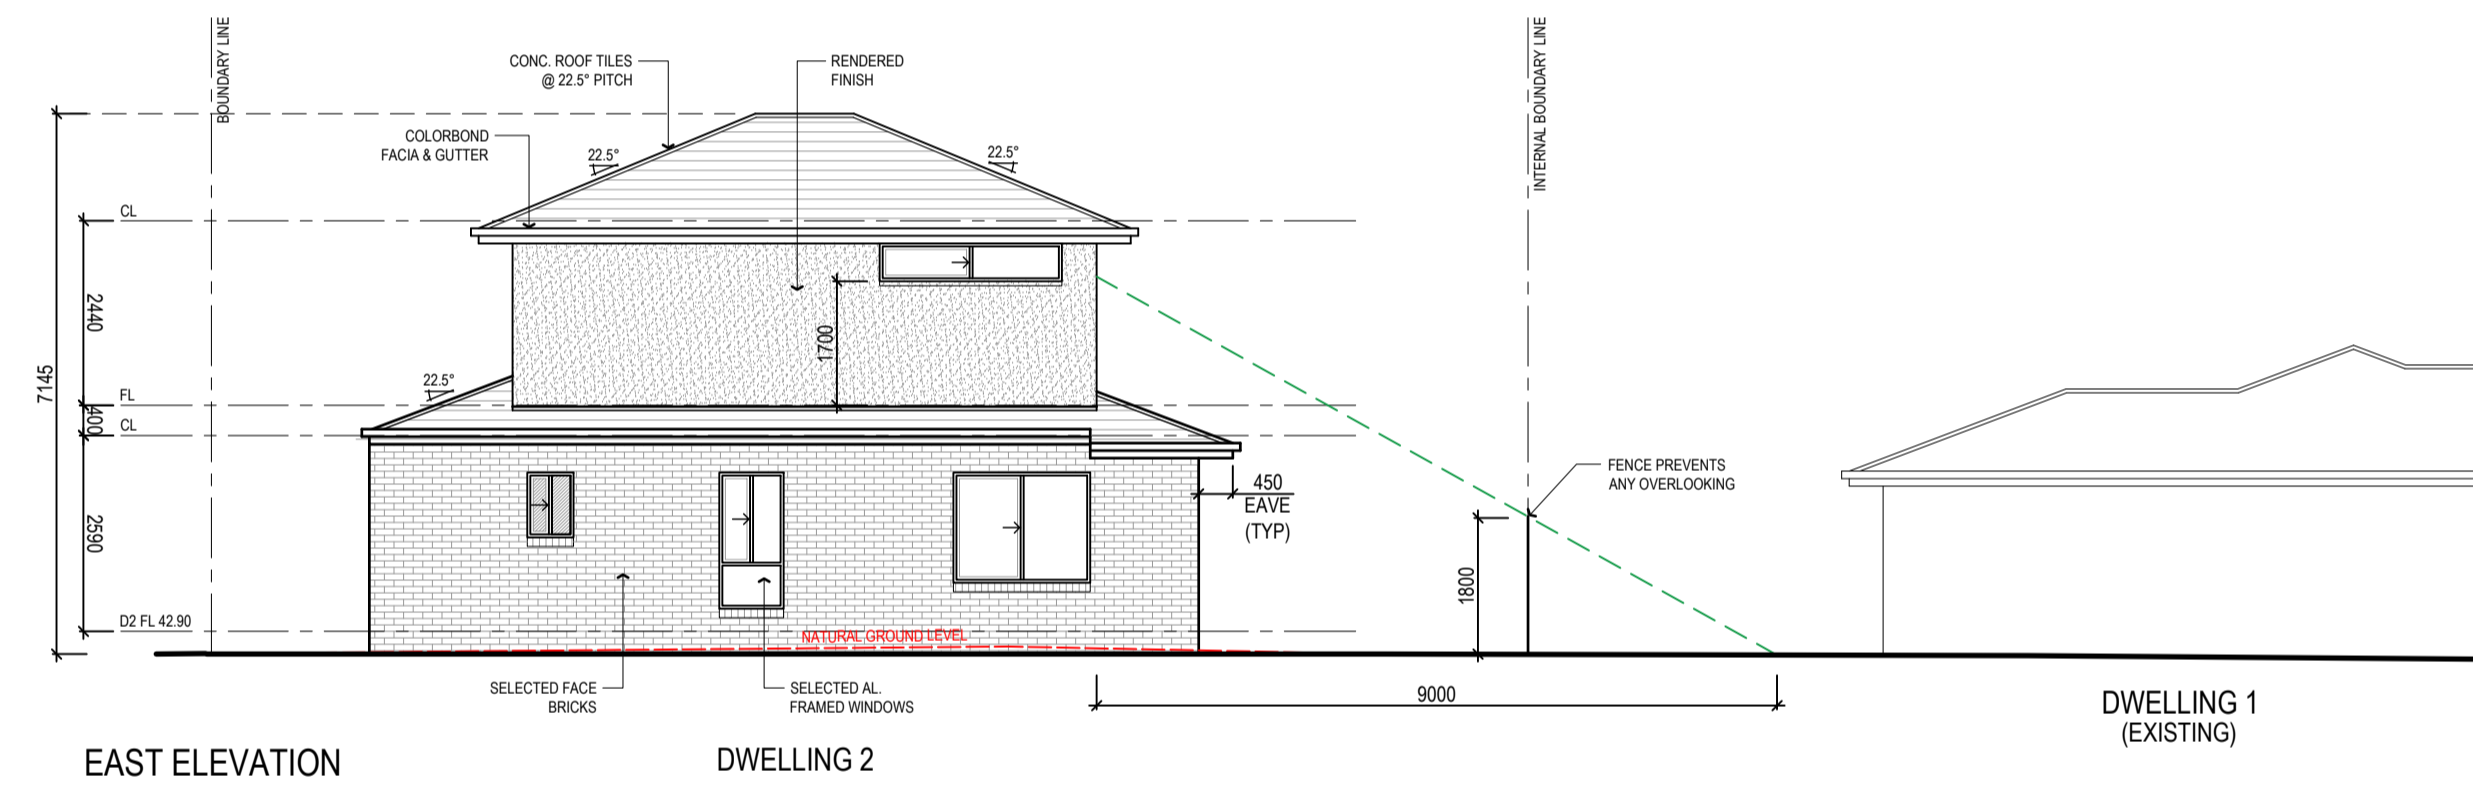 BOUNDARY LINE
INTERNAL BOUNDARY LINE
CONC. ROOF TILES
@ 22.5° PITCH
RENDERED
FINISH
COLORBOND
FACIA & GUTTER
22.5°
22.5°
CL
2440
7145
1700
22.5°
FL
400
CL
FENCE PREVENTS
ANY OVERLOOKING
450
EAVE
(TYP)
2590
1800
D2 FL 42.90
NATURAL GROUND LEVEL
SELECTED FACE
BRICKS
SELECTED AL.
FRAMED WINDOWS
9000
DWELLING 1
(EXISTING)
EAST ELEVATION
DWELLING 2